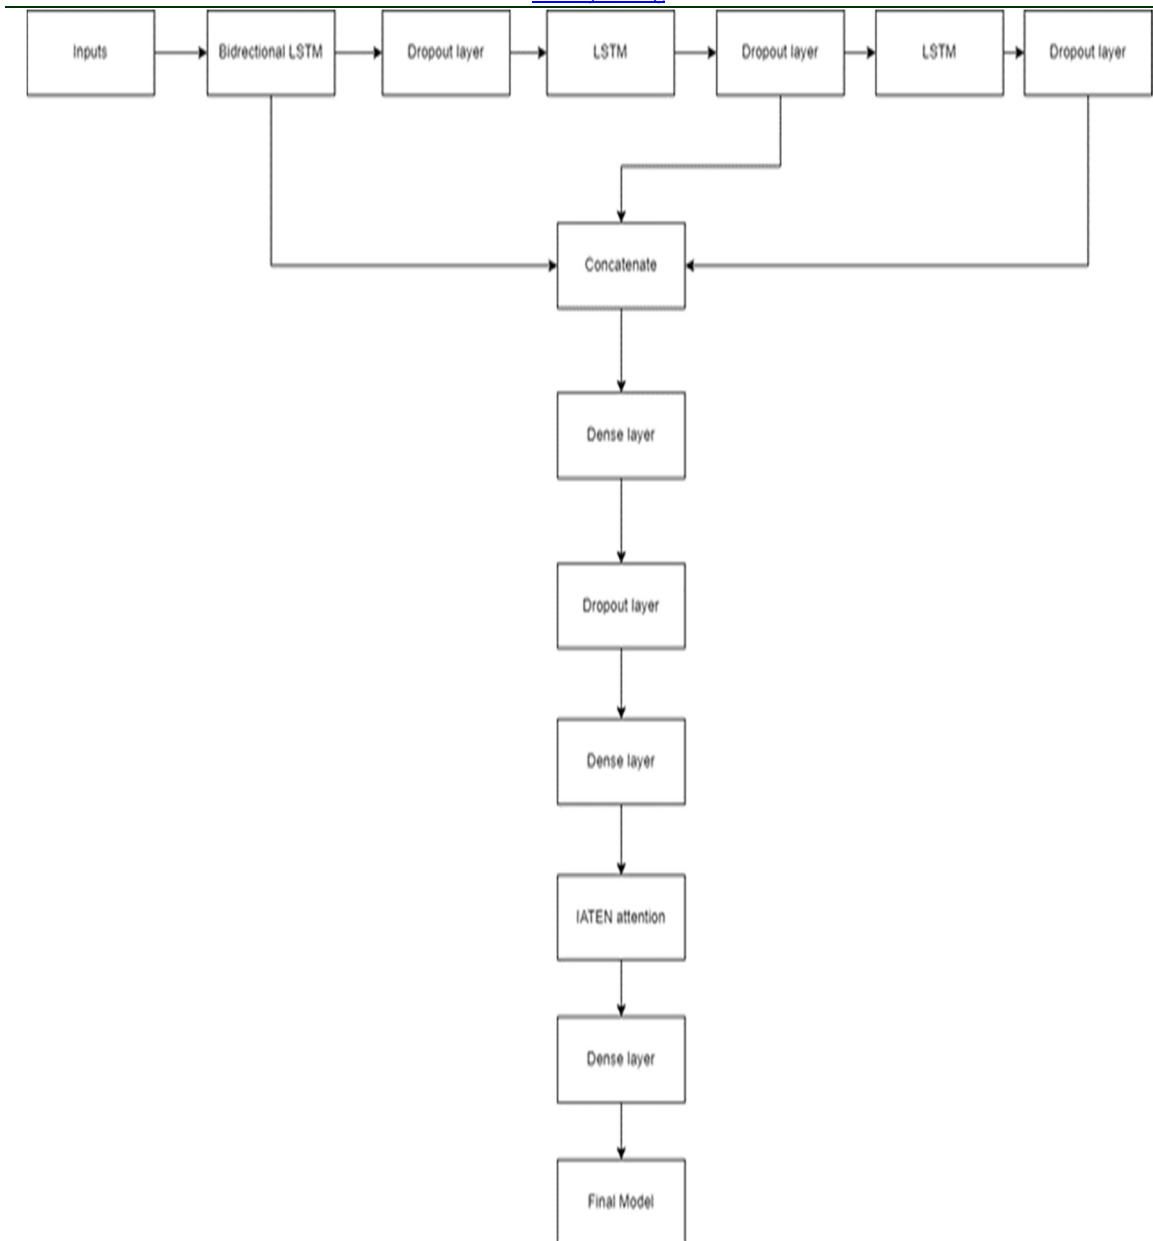 Inputs
Bidrectional LSTM
Dropout layer
LSTM
Dropout layer
LSTM
Dropout layer
Concatenate
Dense layer
Dropout layer
Dense layer
IATEN attention
Dense layer
Final Model